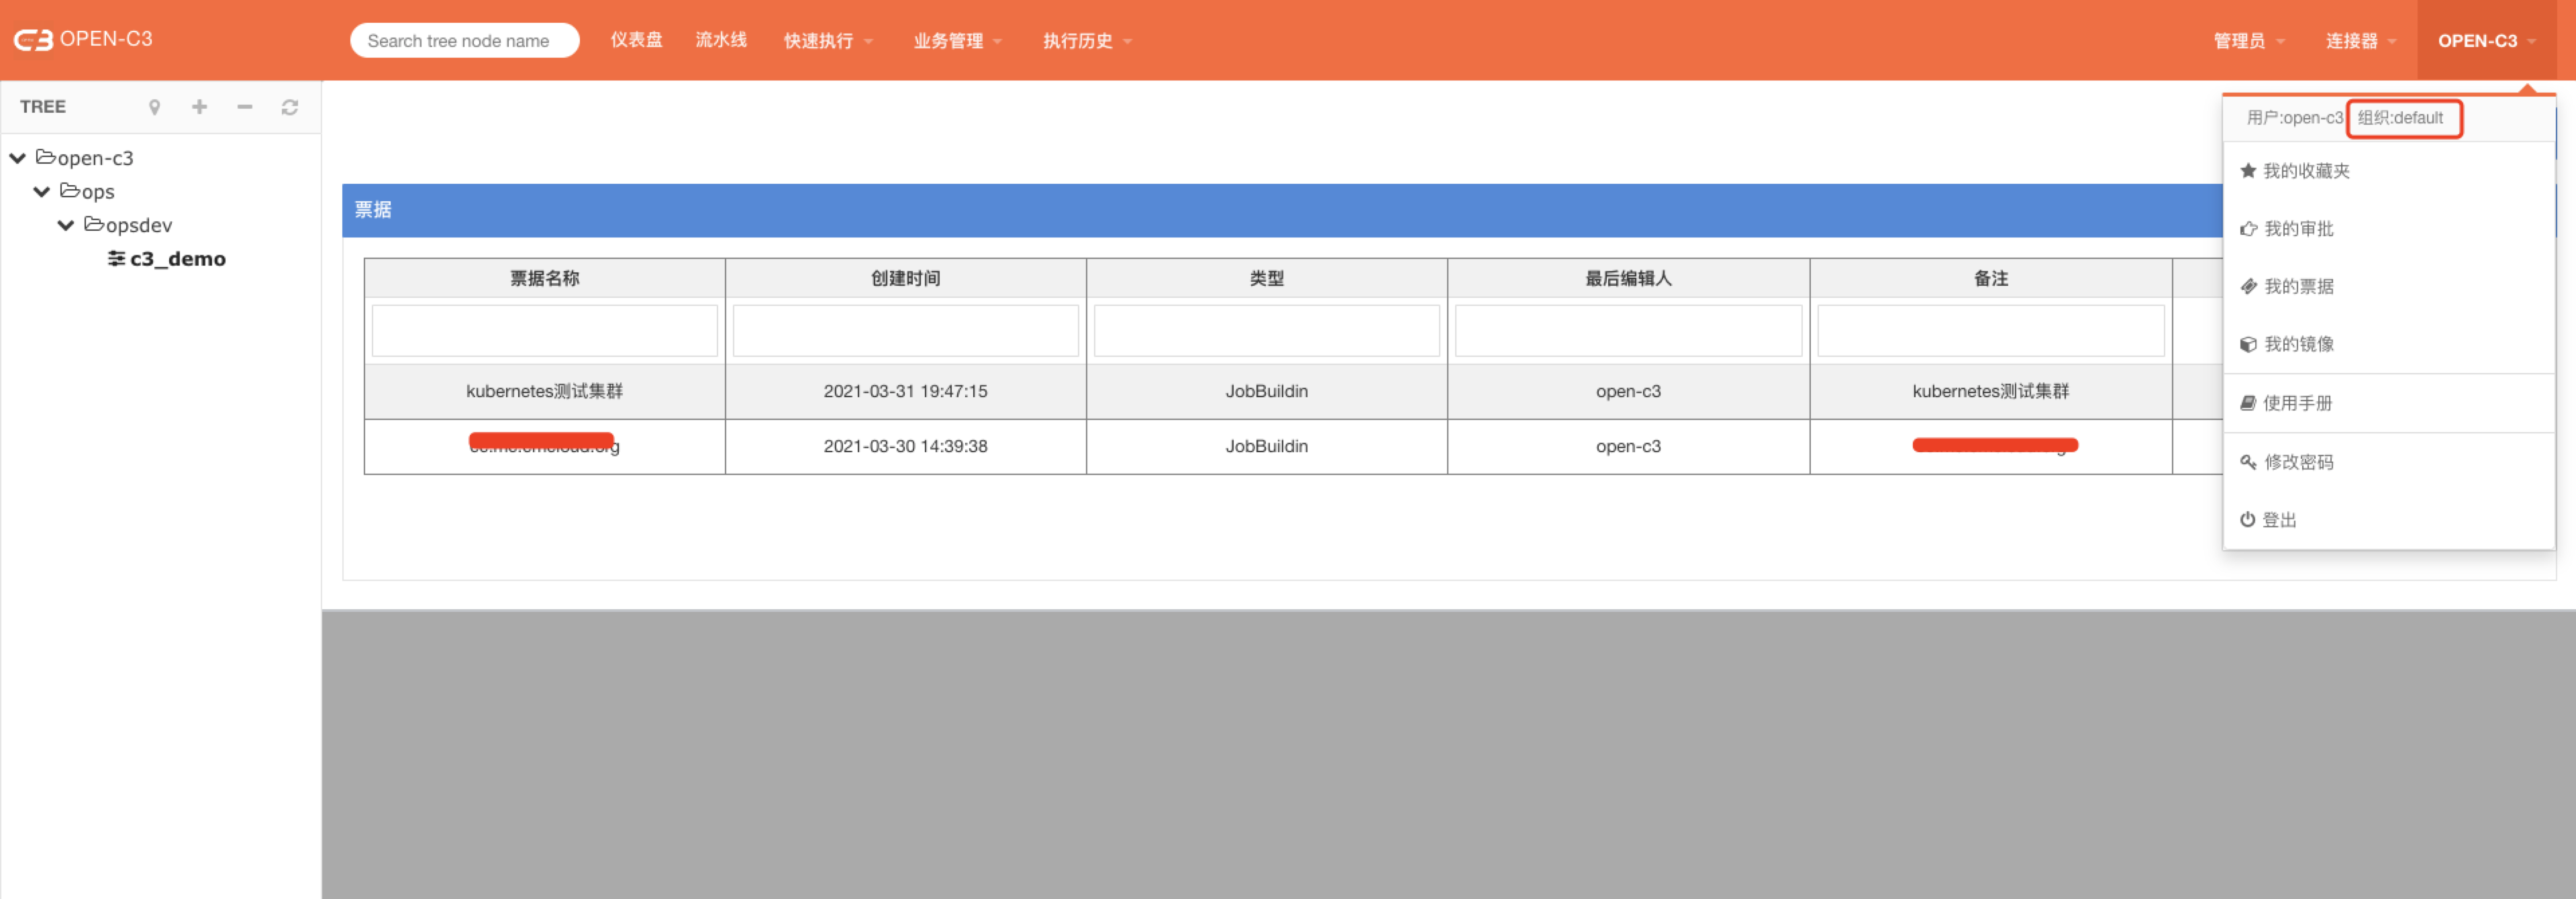 OPEN-C3
Search tree node name
仪表盘
流水线
快速执行
业务管理
执行历史
管理员
连接器
OPEN-C3
TREE
open-c3
ops
opsdev
c3_demo
用户:open-c3 组织:default
我的收藏夹
我的审批
我的票据
我的镜像
使用手册
修改密码
登出
票据
票据名称 创建时间 类型 最后编辑人 备注
kubernetes测试集群 2021-03-31 19:47:15 JobBuildin open-c3 kubernetes测试集群
2021-03-30 14:39:38 JobBuildin open-c3